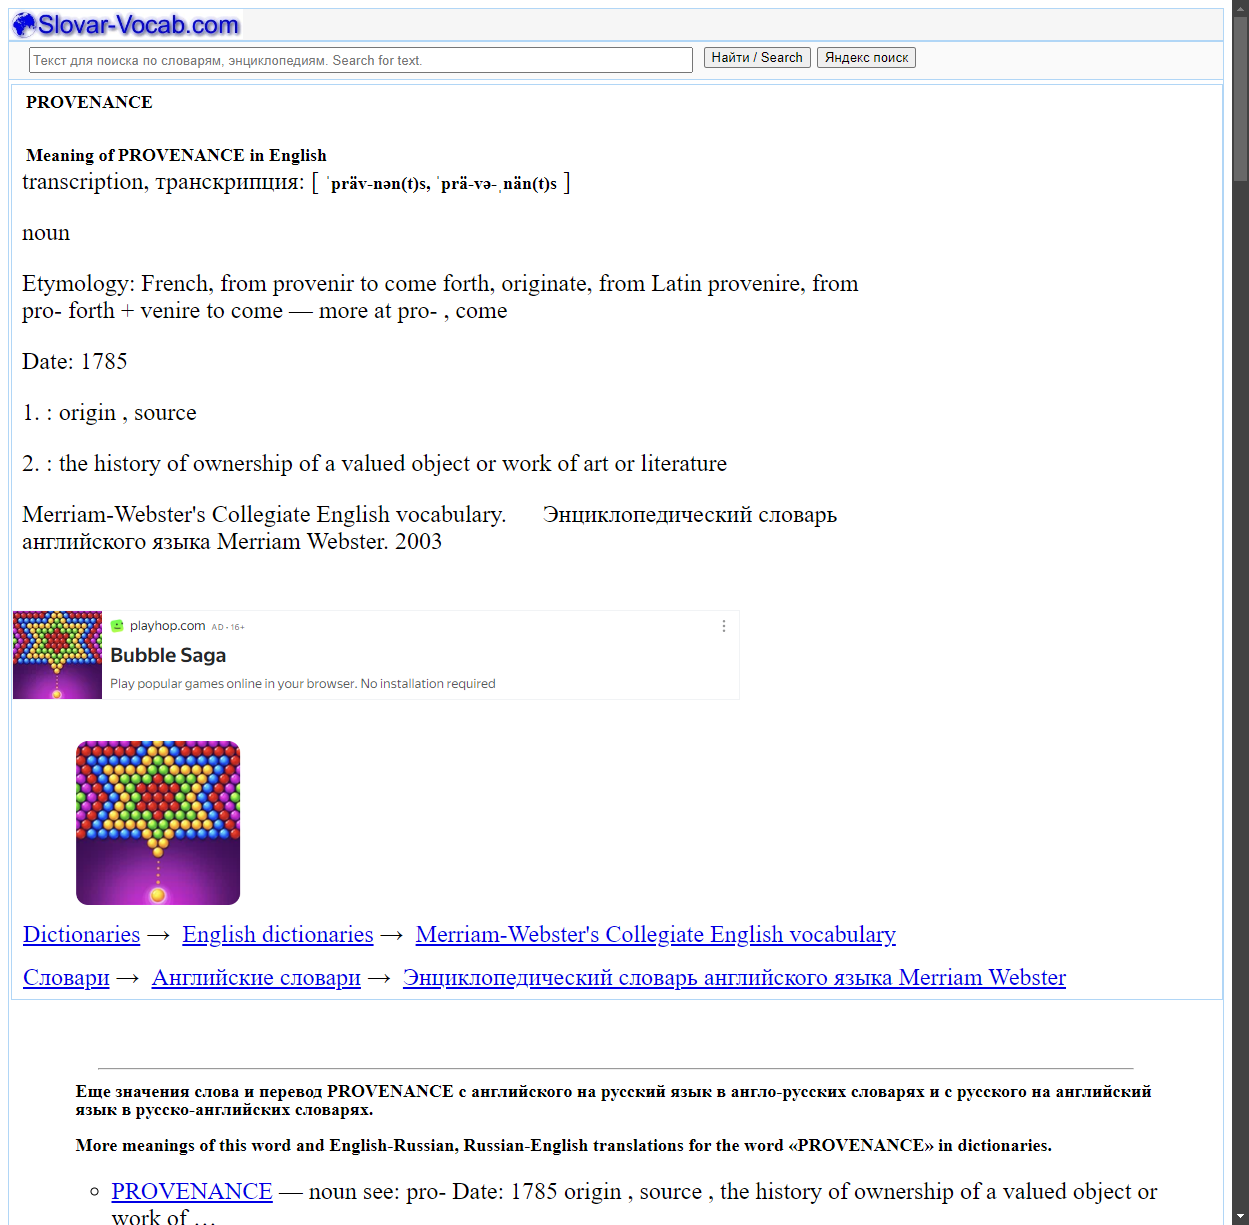 Slovar-Vocab.com
Текст для поиска по словарям, энциклопедиям. Search for text.
Найти / Search
Яндекс поиск
PROVENANCE
Meaning of PROVENANCE in English
transcription, транскрипция: [ ˈpräv-nən(t)s, ˈprä-və-ˌnän(t)s ]
noun
Etymology: French, from provenir to come forth, originate, from Latin provenire, from
pro- forth + venire to come — more at pro- , come
Date: 1785
1. : origin , source
2. : the history of ownership of a valued object or work of art or literature
Merriam-Webster's Collegiate English vocabulary. Энциклопедический словарь
английского языка Merriam Webster. 2003
playhop.com AD • 16+
Bubble Saga
Play popular games online in your browser. No installation required
Dictionaries → English dictionaries → Merriam-Webster's Collegiate English vocabulary
Словари → Английские словари → Энциклопедический словарь английского языка Merriam Webster
Еще значения слова и перевод PROVENANCE с английского на русский язык в англо-русских словарях и с русского на английский
язык в русско-английских словарях.
More meanings of this word and English-Russian, Russian-English translations for the word «PROVENANCE» in dictionaries.
PROVENANCE — noun see: pro- Date: 1785 origin , source , the history of ownership of a valued object or
work of …